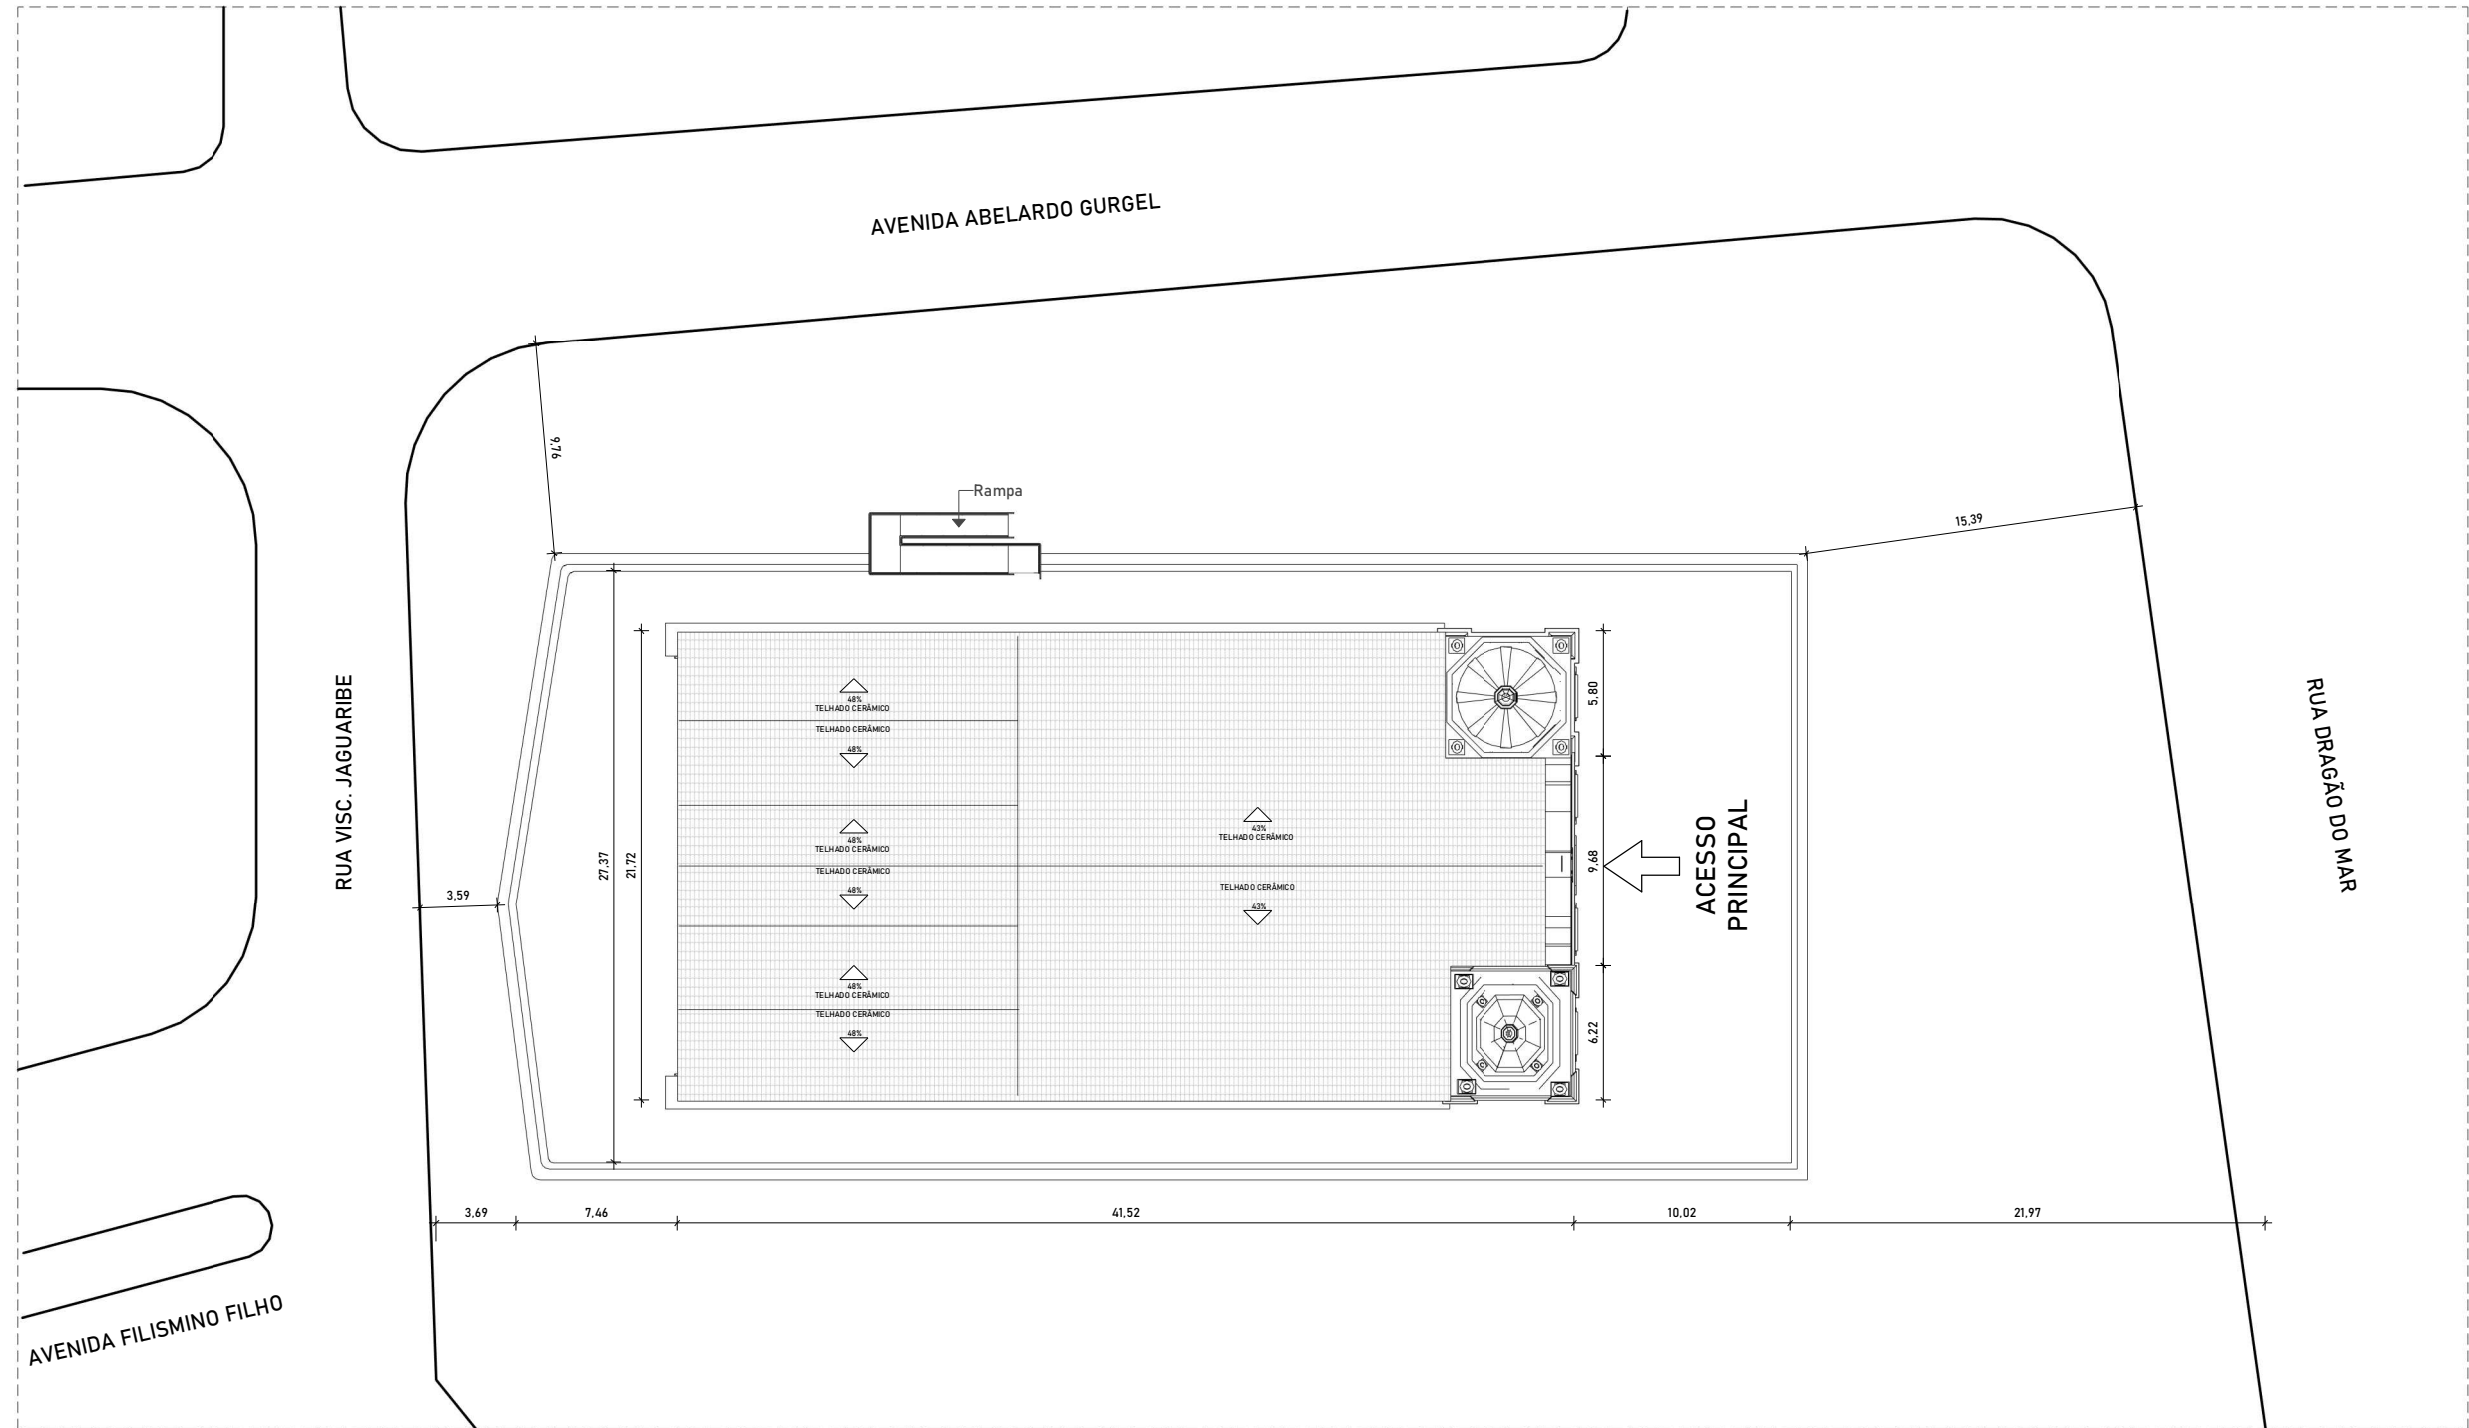 AVENIDA ABELARDO GURGEL
9,76
Rampa
15,39
RUA VISC. JAGUARIBE
RUA DRAGÃO DO MAR
27,37
21,72
48%
TELHADO CERÂMICO
TELHADO CERÂMICO
48%
48%
TELHADO CERÂMICO
TELHADO CERÂMICO
48%
48%
TELHADO CERÂMICO
TELHADO CERÂMICO
48%
43%
TELHADO CERÂMICO
TELHADO CERÂMICO
43%
5,80
9,68
6,22
ACESSO
PRINCIPAL
3,59
3,69
7,46
41,52
10,02
21,97
AVENIDA FILISMINO FILHO